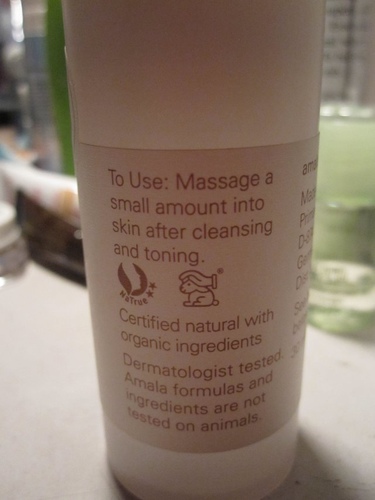 To Use: Massage a
small amount into
skin after cleansing
and toning.
NaTrue
Certified natural with
organic ingredients
Dermatologist tested.
Amala formulas and
ingredients are not
tested on animals.